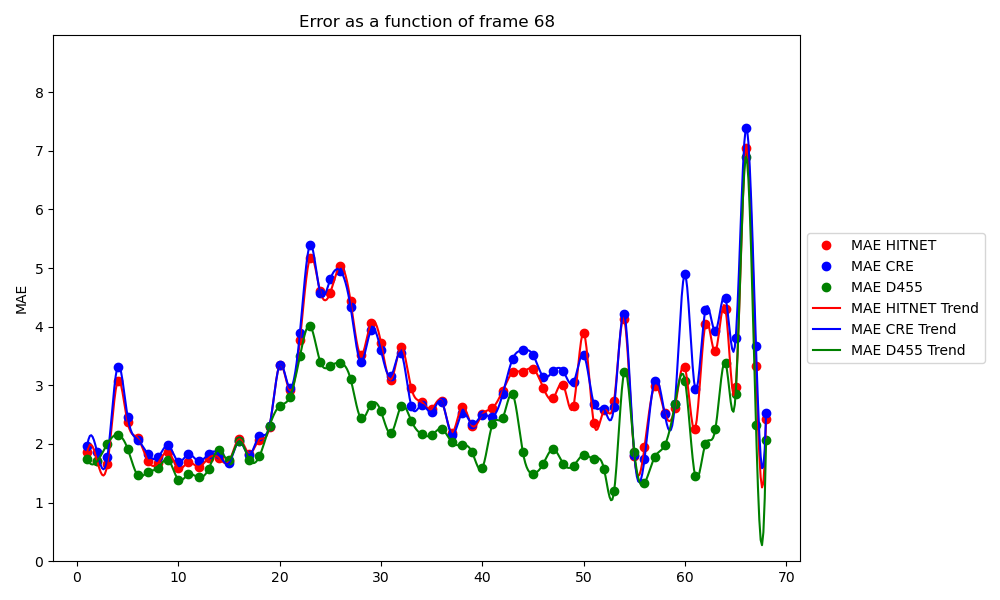 Error as a function of frame 68
MAE
8
7
6
5
4
3
2
1
0
0 10 20 30 40 50 60 70
MAE HITNET
MAE CRE
MAE D455
MAE HITNET Trend
MAE CRE Trend
MAE D455 Trend